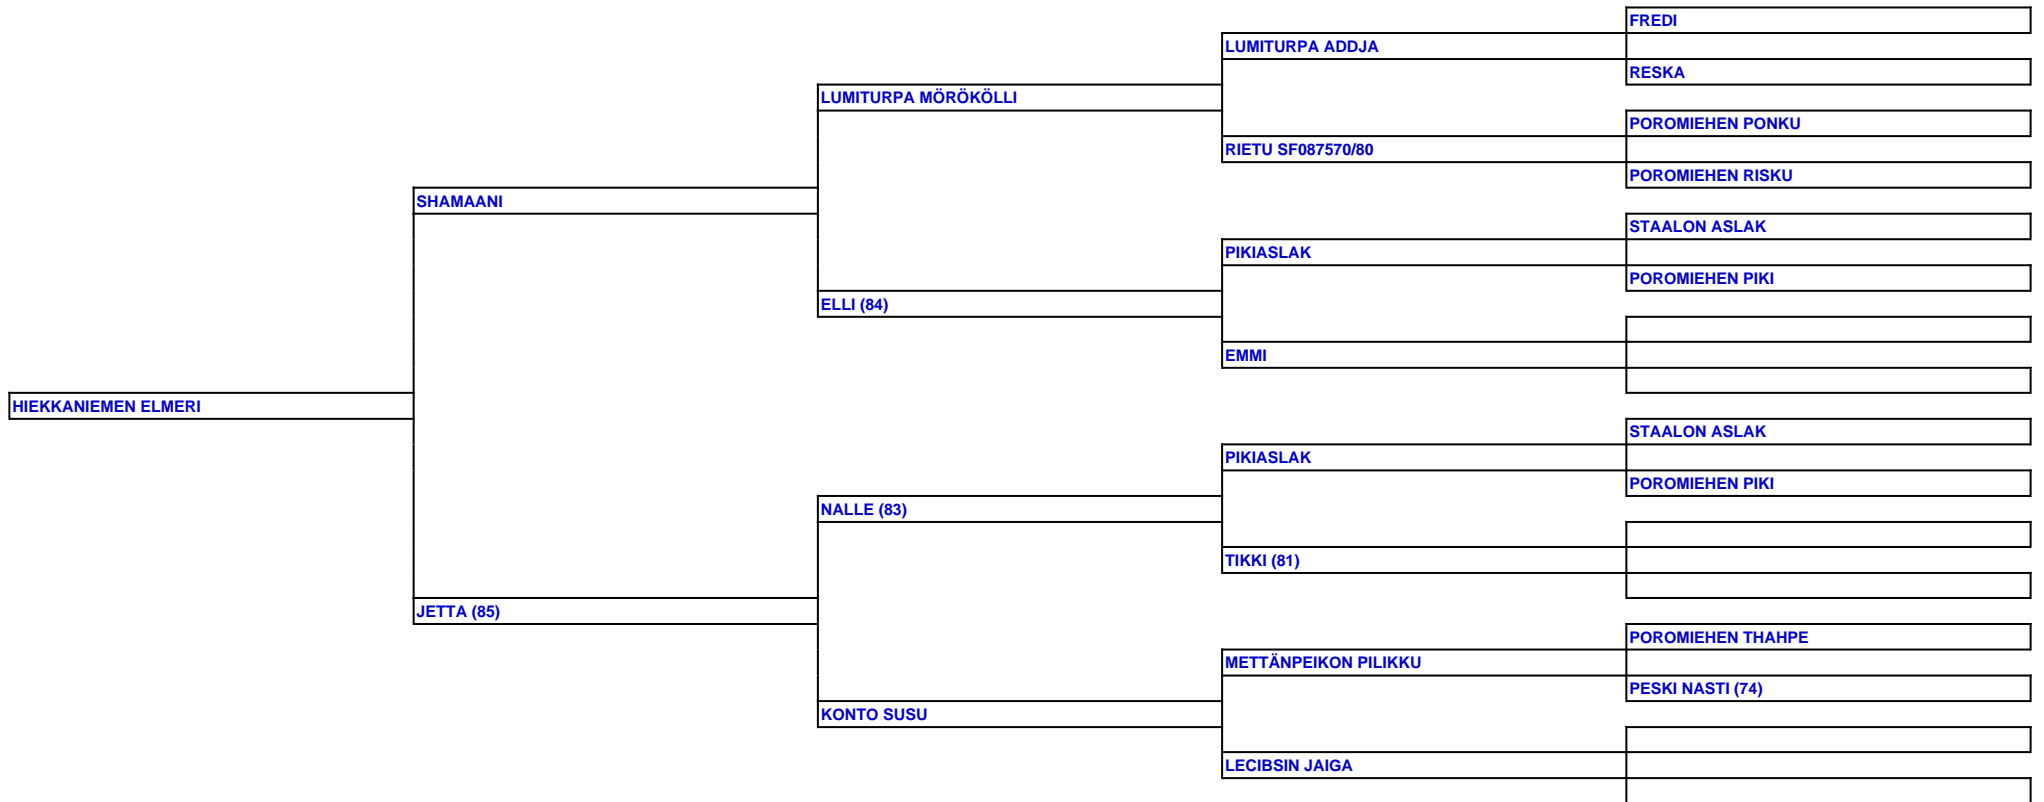 FREDI
LUMITURPA ADDJA
RESKA
LUMITURPA MÖRÖKÖLLI
POROMIEHEN PONKU
RIETU SF087570/80
POROMIEHEN RISKU
SHAMAANI
STAALON ASLAK
PIKIASLAK
POROMIEHEN PIKI
ELLI (84)
EMMI
HIEKKANIEMEN ELMERI
STAALON ASLAK
PIKIASLAK
POROMIEHEN PIKI
NALLE (83)
TIKKI (81)
JETTA (85)
POROMIEHEN THAHPE
METTÄNPEIKON PILIKKU
PESKI NASTI (74)
KONTO SUSU
LECIBSIN JAIGA